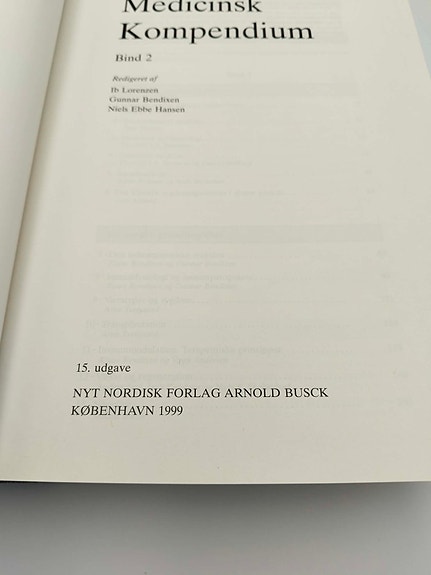 Medicinsk
Kompendium
Bind 2
Redigeret af
Ib Lorenzen
Gunnar Bendixen
Niels Ebbe Hansen
15. udgave
NYT NORDISK FORLAG ARNOLD BUSCK
KØBENHAVN 1999